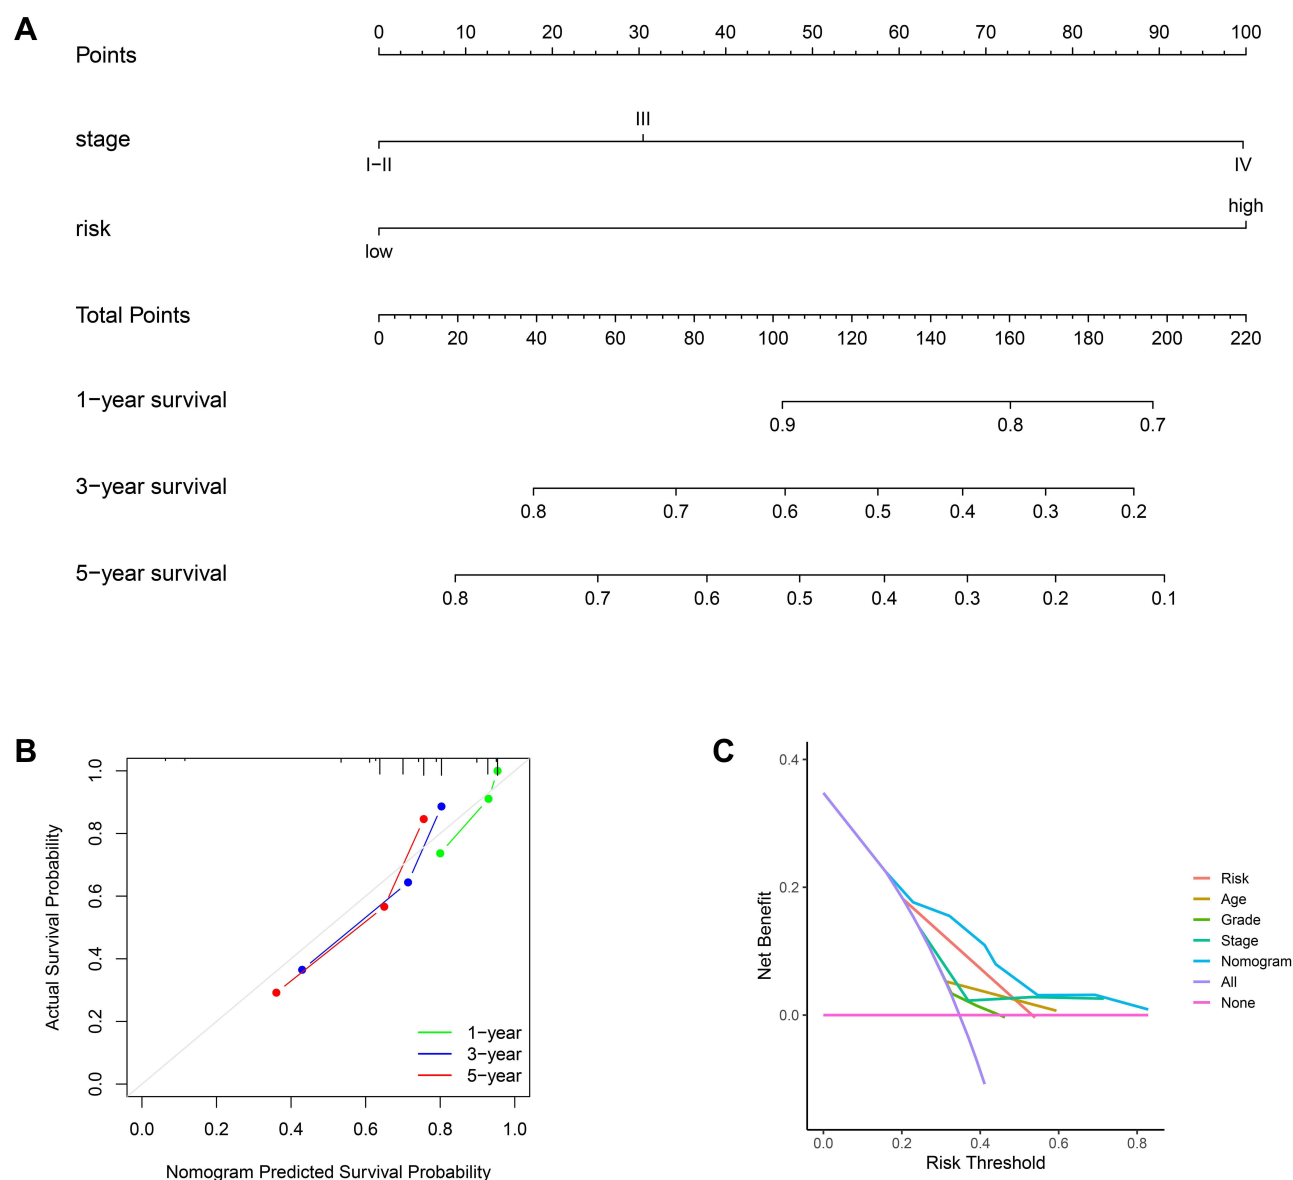 A
0 10 20 30 40 50 60 70 80 90 100
Points
III
stage
I−II IV
high
risk
low
Total Points
0 20 40 60 80 100 120 140 160 180 200 220
1−year survival
0.9 0.8 0.7
3−year survival
0.8 0.7 0.6 0.5 0.4 0.3 0.2
5−year survival
0.8 0.7 0.6 0.5 0.4 0.3 0.2 0.1
B
Actual Survival Probability
1.0
0.8
0.6
0.4
0.2
0.0
1−year
3−year
5−year
0.0 0.2 0.4 0.6 0.8 1.0
Nomogram Predicted Survival Probability
C
Net Benefit
0.4
0.2
0.0
Risk
Age
Grade
Stage
Nomogram
All
None
0.0 0.2 0.4 0.6 0.8
Risk Threshold